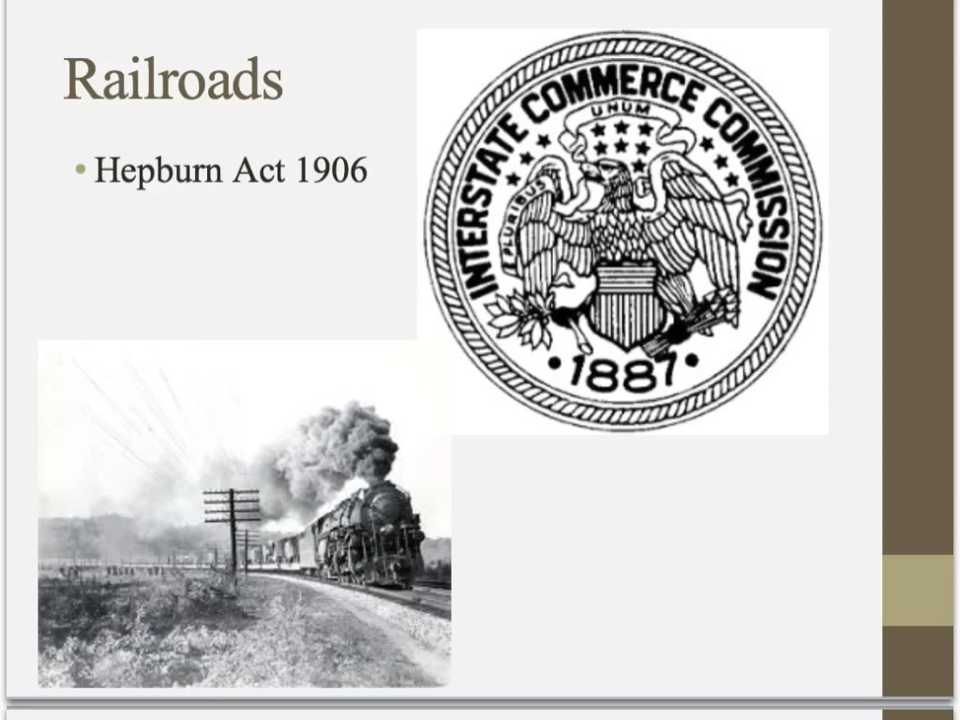 Railroads
• Hepburn Act 1906
INTERSTATE COMMERCE COMMISSION
E PLURIBUS UNUM
• 1887 •